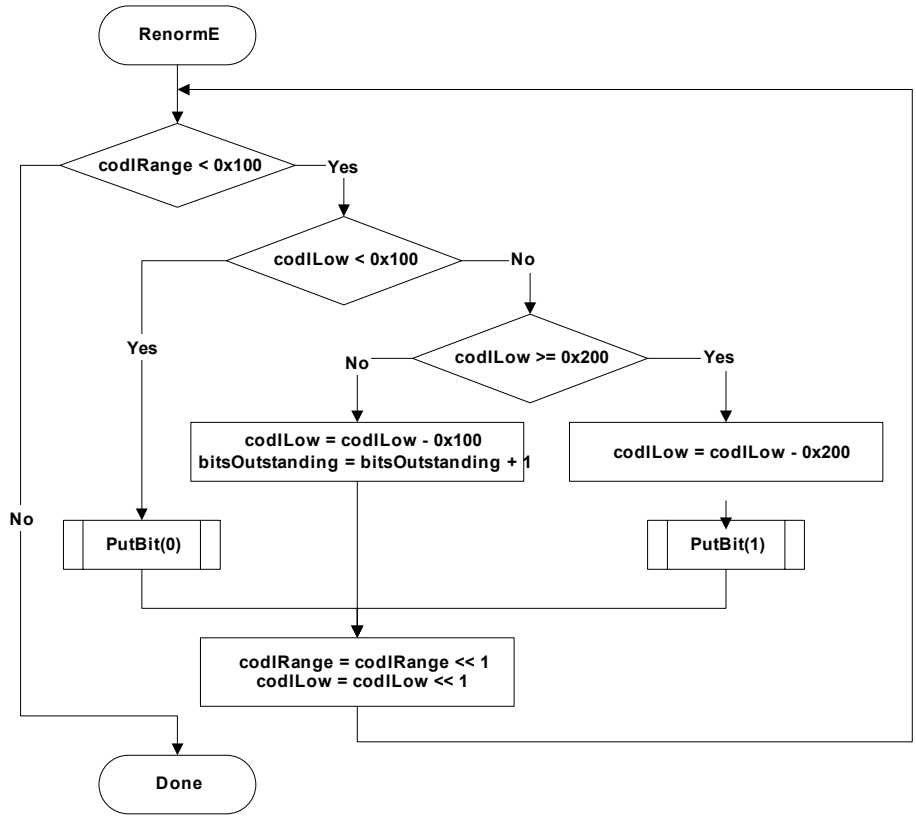 RenormE
codIRange < 0x100
Yes
codILow < 0x100
No
Yes
codILow >= 0x200
No
Yes
codILow = codILow - 0x100
bitsOutstanding = bitsOutstanding + 1
codILow = codILow - 0x200
No
PutBit(0)
PutBit(1)
codIRange = codIRange << 1
codILow = codILow << 1
Done